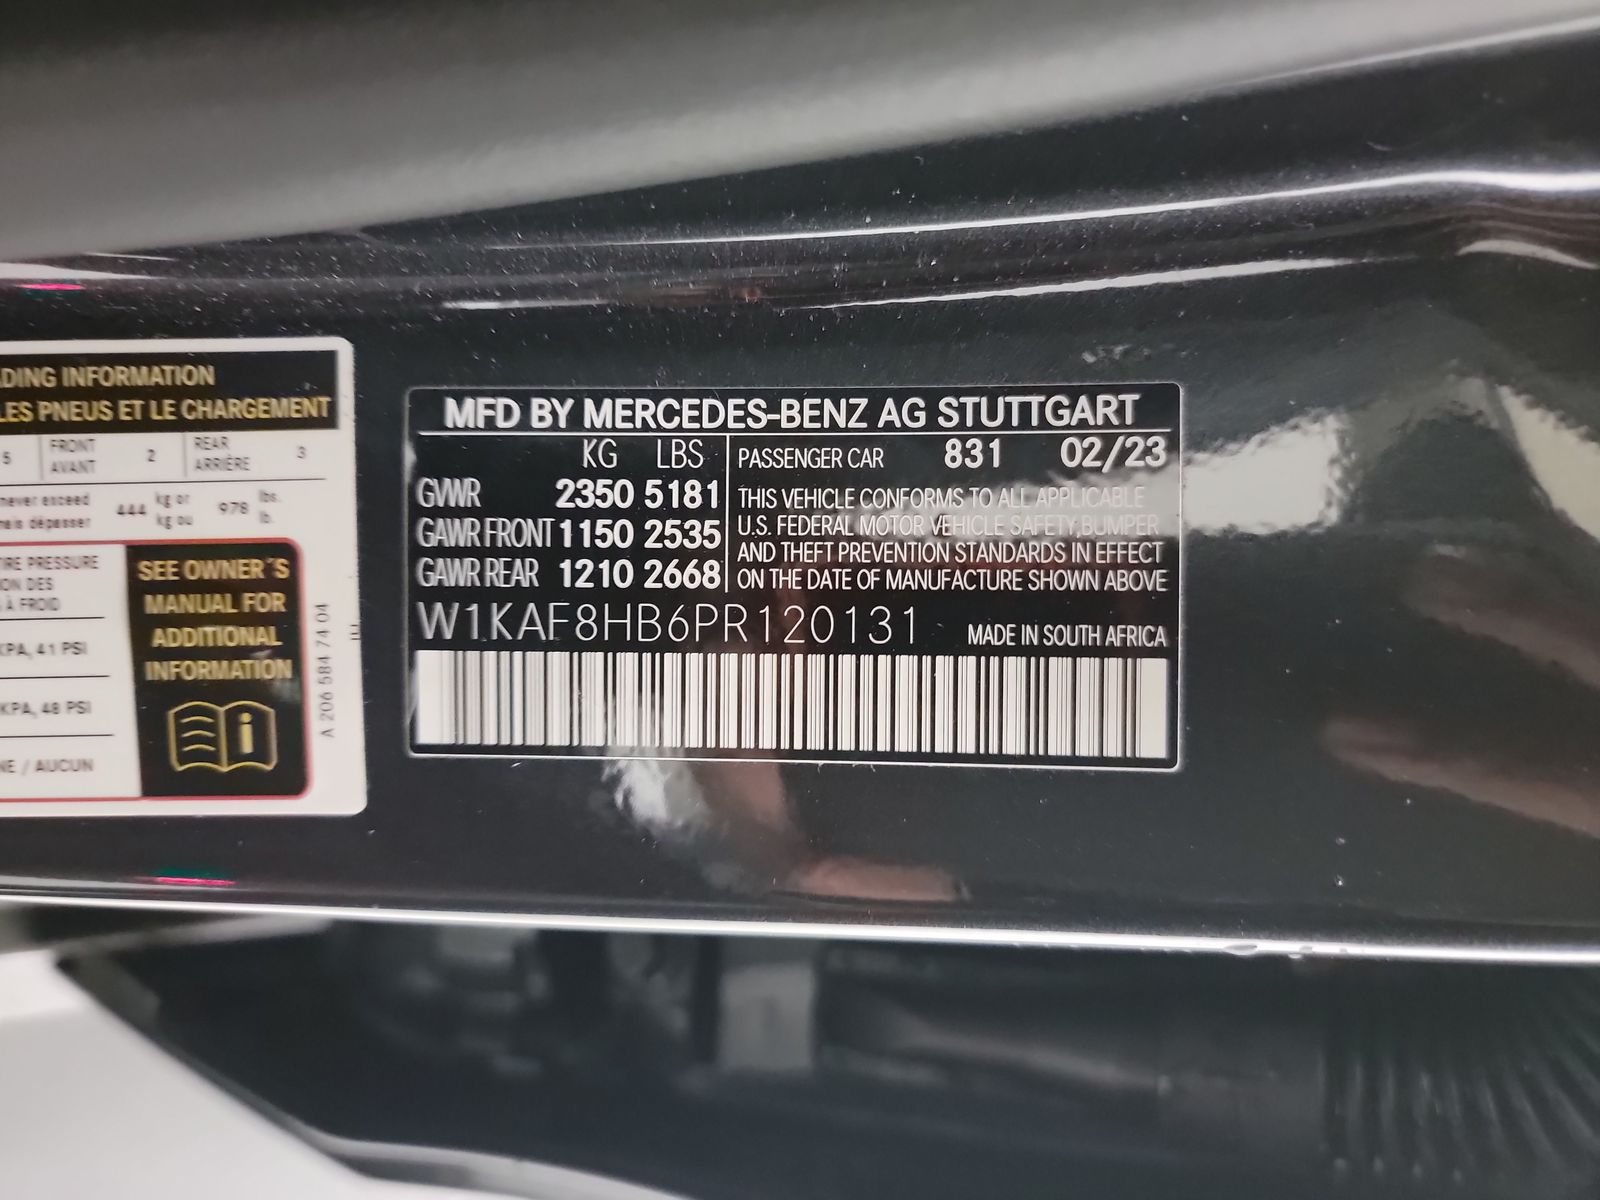 DING INFORMATION
LES PNEUS ET LE CHARGEMENT
5 FRONT AVANT 2 REAR ARRIÈRE 3
never exceed 444 kg or 978 lbs.
dépasser kg ou lb.
TIRE PRESSURE
ON DES
À FROID
KPA, 41 PSI
KPA, 48 PSI
NE / AUCUN
SEE OWNER´S
MANUAL FOR
ADDITIONAL
INFORMATION
i
A 206 584 74 04
MFD BY MERCEDES-BENZ AG STUTTGART
KG LBS
GVWR 2350 5181
GAWR FRONT 1150 2535
GAWR REAR 1210 2668
PASSENGER CAR 831 02/23
THIS VEHICLE CONFORMS TO ALL APPLICABLE
U.S. FEDERAL MOTOR VEHICLE SAFETY,BUMPER
AND THEFT PREVENTION STANDARDS IN EFFECT
ON THE DATE OF MANUFACTURE SHOWN ABOVE
W1KAF8HB6PR120131 MADE IN SOUTH AFRICA